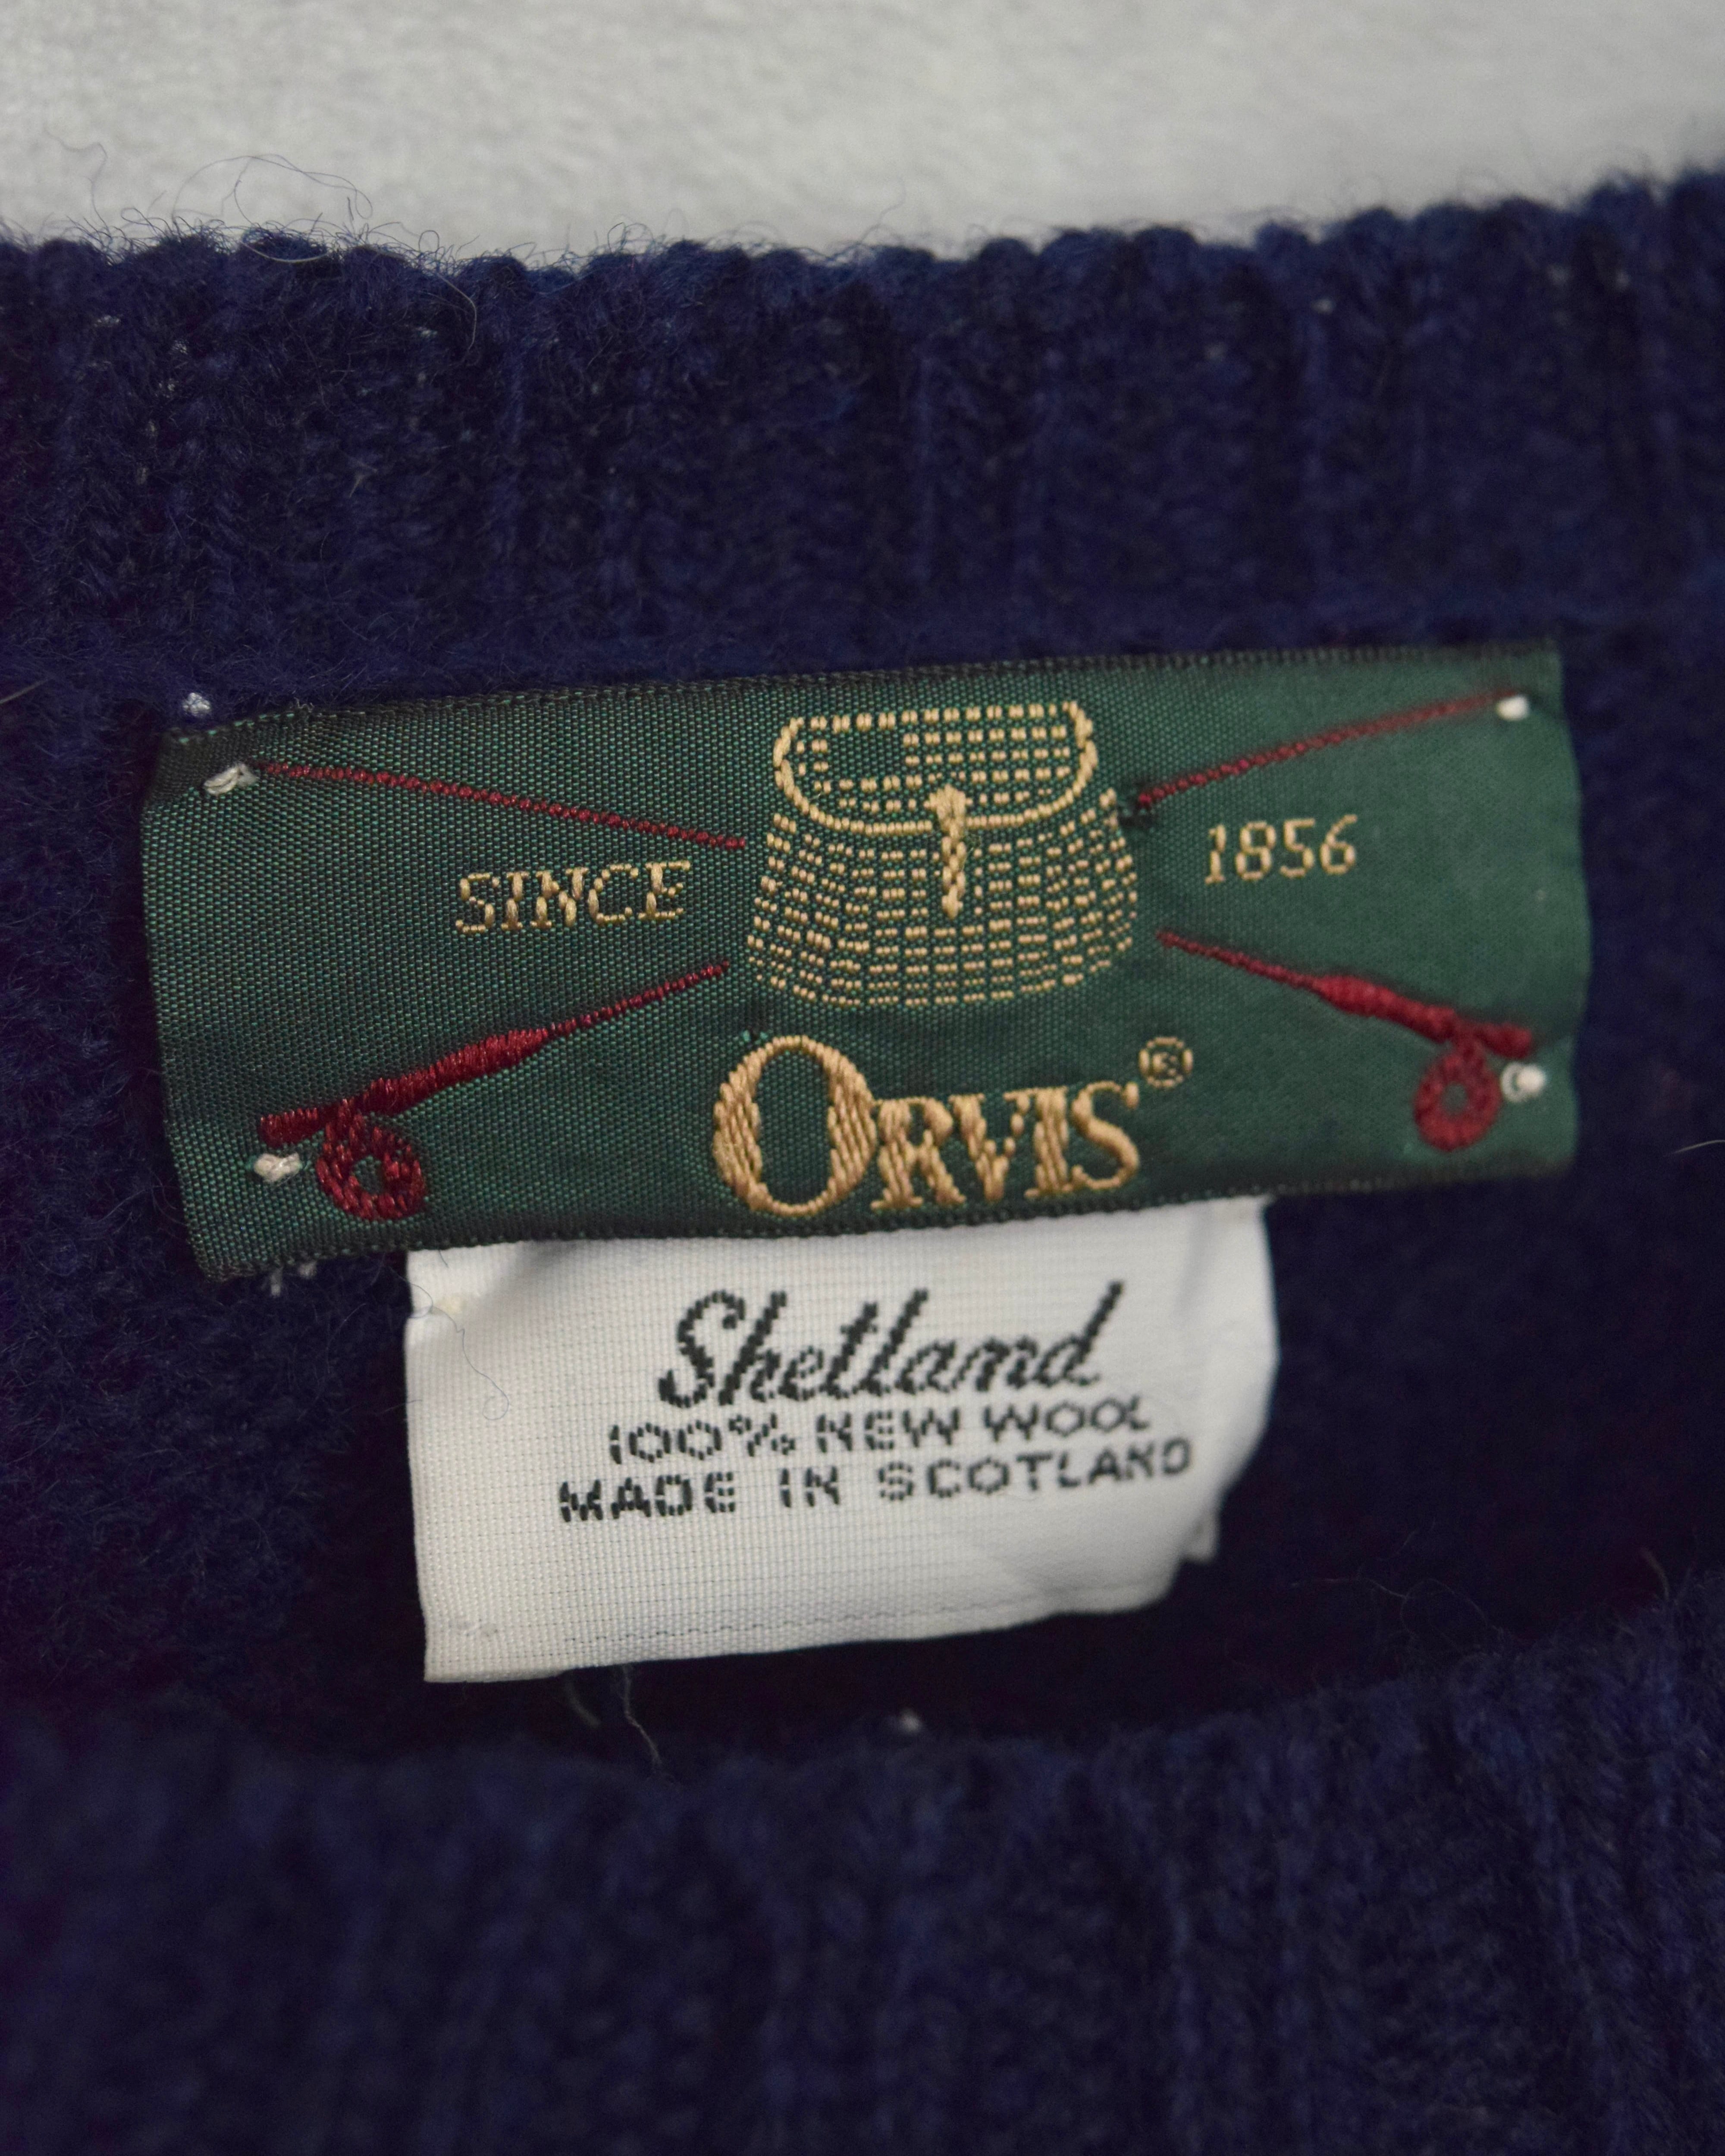 SINCE 1856
ORVIS®
Shetland
100% NEW WOOL
MADE IN SCOTLAND